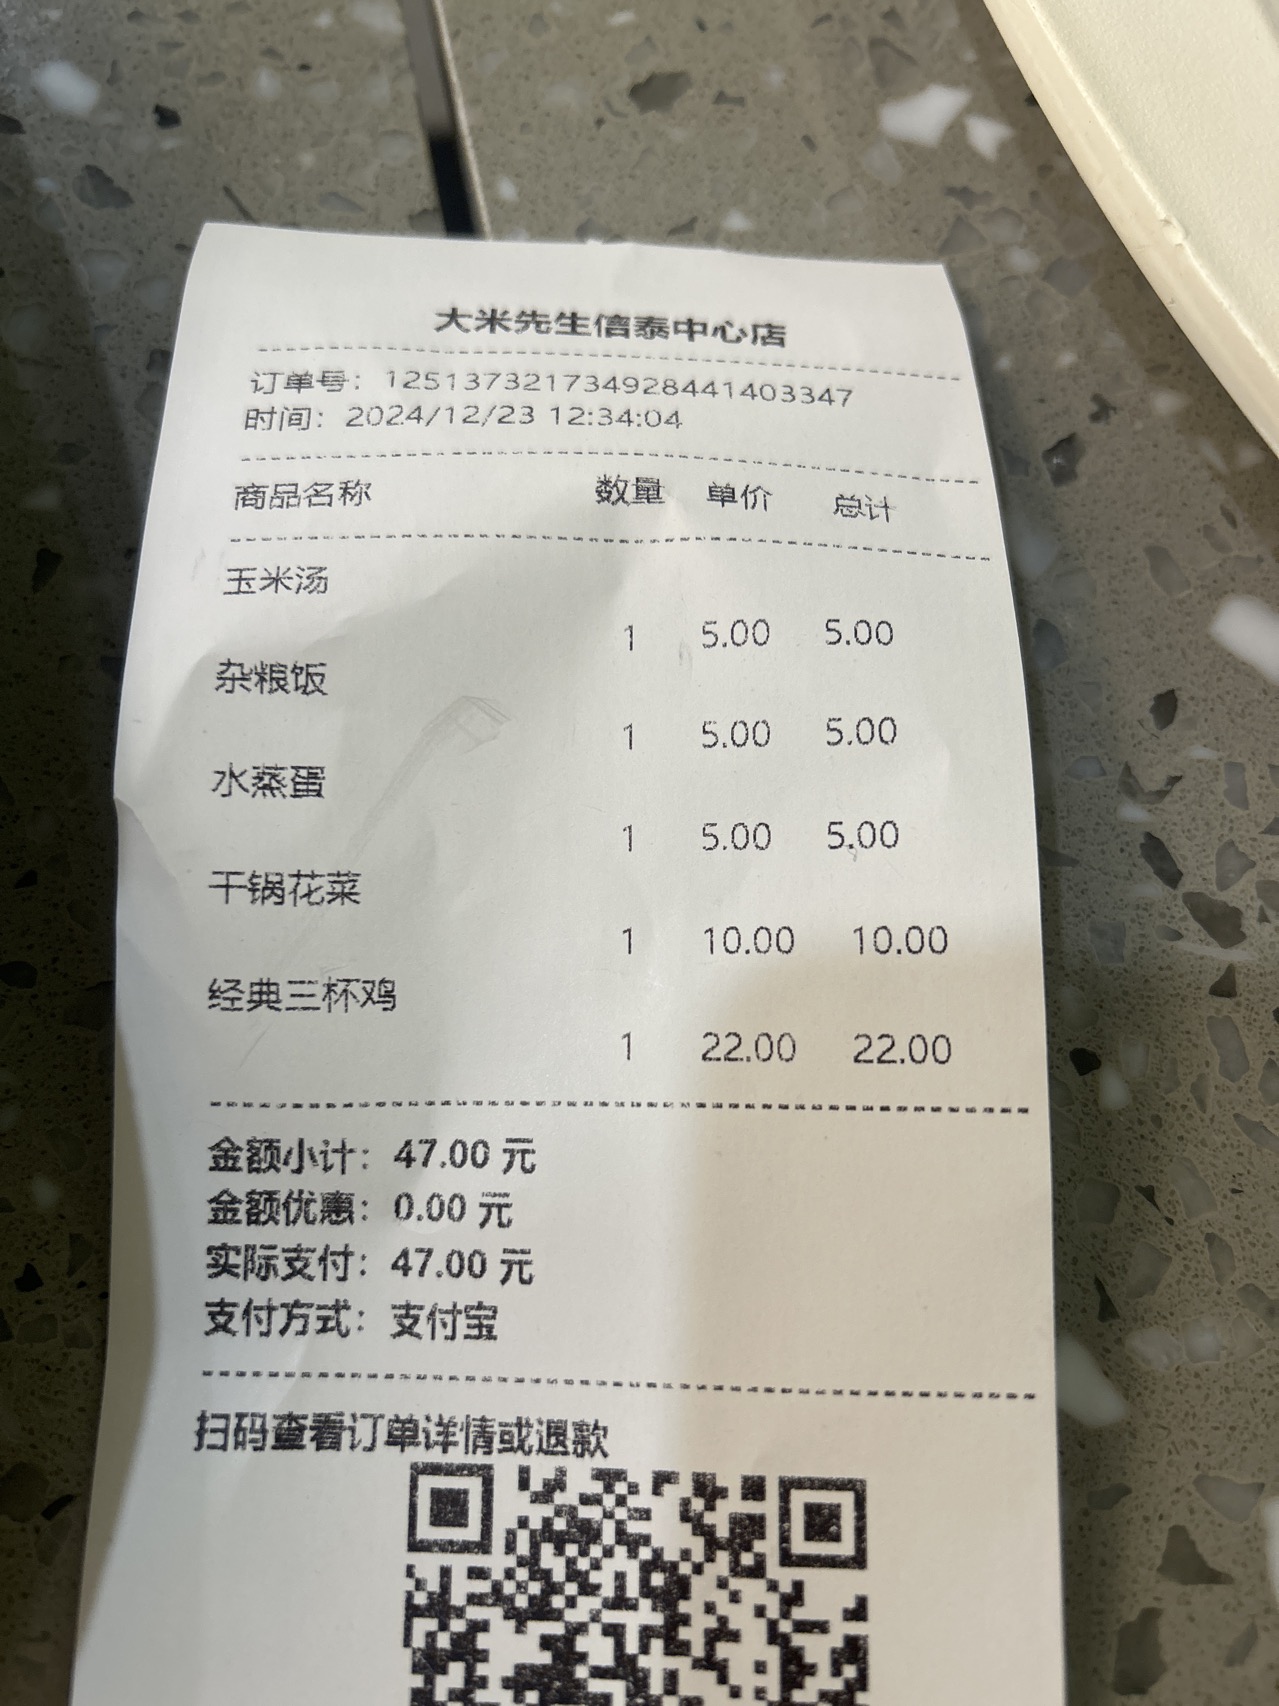 大米先生信泰中心店
订单号：1251373217349284414​03347
时间：2024/12/23 12:34:04
商品名称 数量 单价 总计
玉米汤
1 5.00 5.00
杂粮饭
1 5.00 5.00
水蒸蛋
1 5.00 5.00
干锅花菜
1 10.00 10.00
经典三杯鸡
1 22.00 22.00
金额小计：47.00 元
金额优惠：0.00 元
实际支付：47.00 元
支付方式：支付宝
扫码查看订单详情或退款